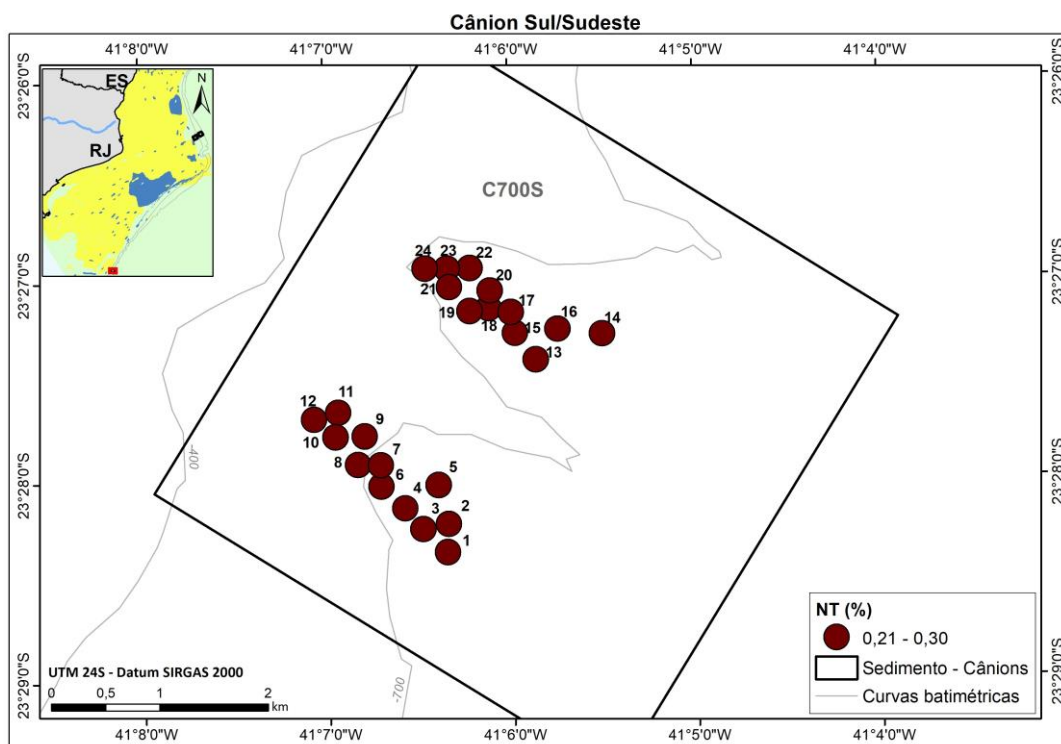 Cânion Sul/Sudeste
41°8'0"W 41°7'0"W 41°6'0"W 41°5'0"W 41°4'0"W
23°26'0"S 23°26'0"S
ES
N
RJ
C700S
24 23 22
23°27'0"S 23°27'0"S
21 20
19 18 17 16 14
15
13
12 11
10 9
8 7
6 5
-400
23°28'0"S 23°28'0"S
4
3 2
1
NT (%)
0,21 - 0,30
Sedimento - Cânions
Curvas batimétricas
UTM 24S - Datum SIRGAS 2000
0 0,5 1 2
km
-700
23°29'0"S 23°29'0"S
41°8'0"W 41°7'0"W 41°6'0"W 41°5'0"W 41°4'0"W